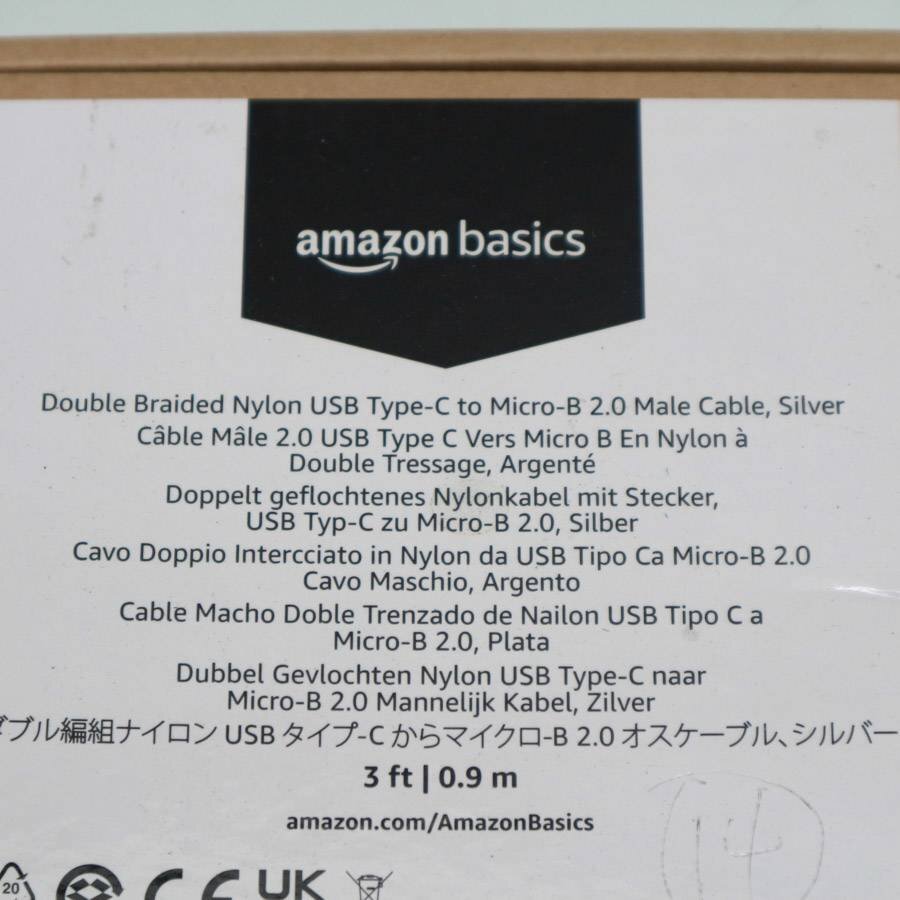 amazon basics
Double Braided Nylon USB Type-C to Micro-B 2.0 Male Cable, Silver
Câble Mâle 2.0 USB Type C Vers Micro B En Nylon à
Double Tressage, Argenté
Doppelt geflochtenes Nylonkabel mit Stecker,
USB Typ-C zu Micro-B 2.0, Silber
Cavo Doppio Intercciato in Nylon da USB Tipo Ca Micro-B 2.0
Cavo Maschio, Argento
Cable Macho Doble Trenzado de Nailon USB Tipo C a
Micro-B 2.0, Plata
Dubbel Gevlochten Nylon USB Type-C naar
Micro-B 2.0 Mannelijk Kabel, Zilver
ダブル編組ナイロン USB タイプ-C からマイクロ-B 2.0 オスケーブル、シルバー
3 ft | 0.9 m
amazon.com/AmazonBasics
14
20 CE UK